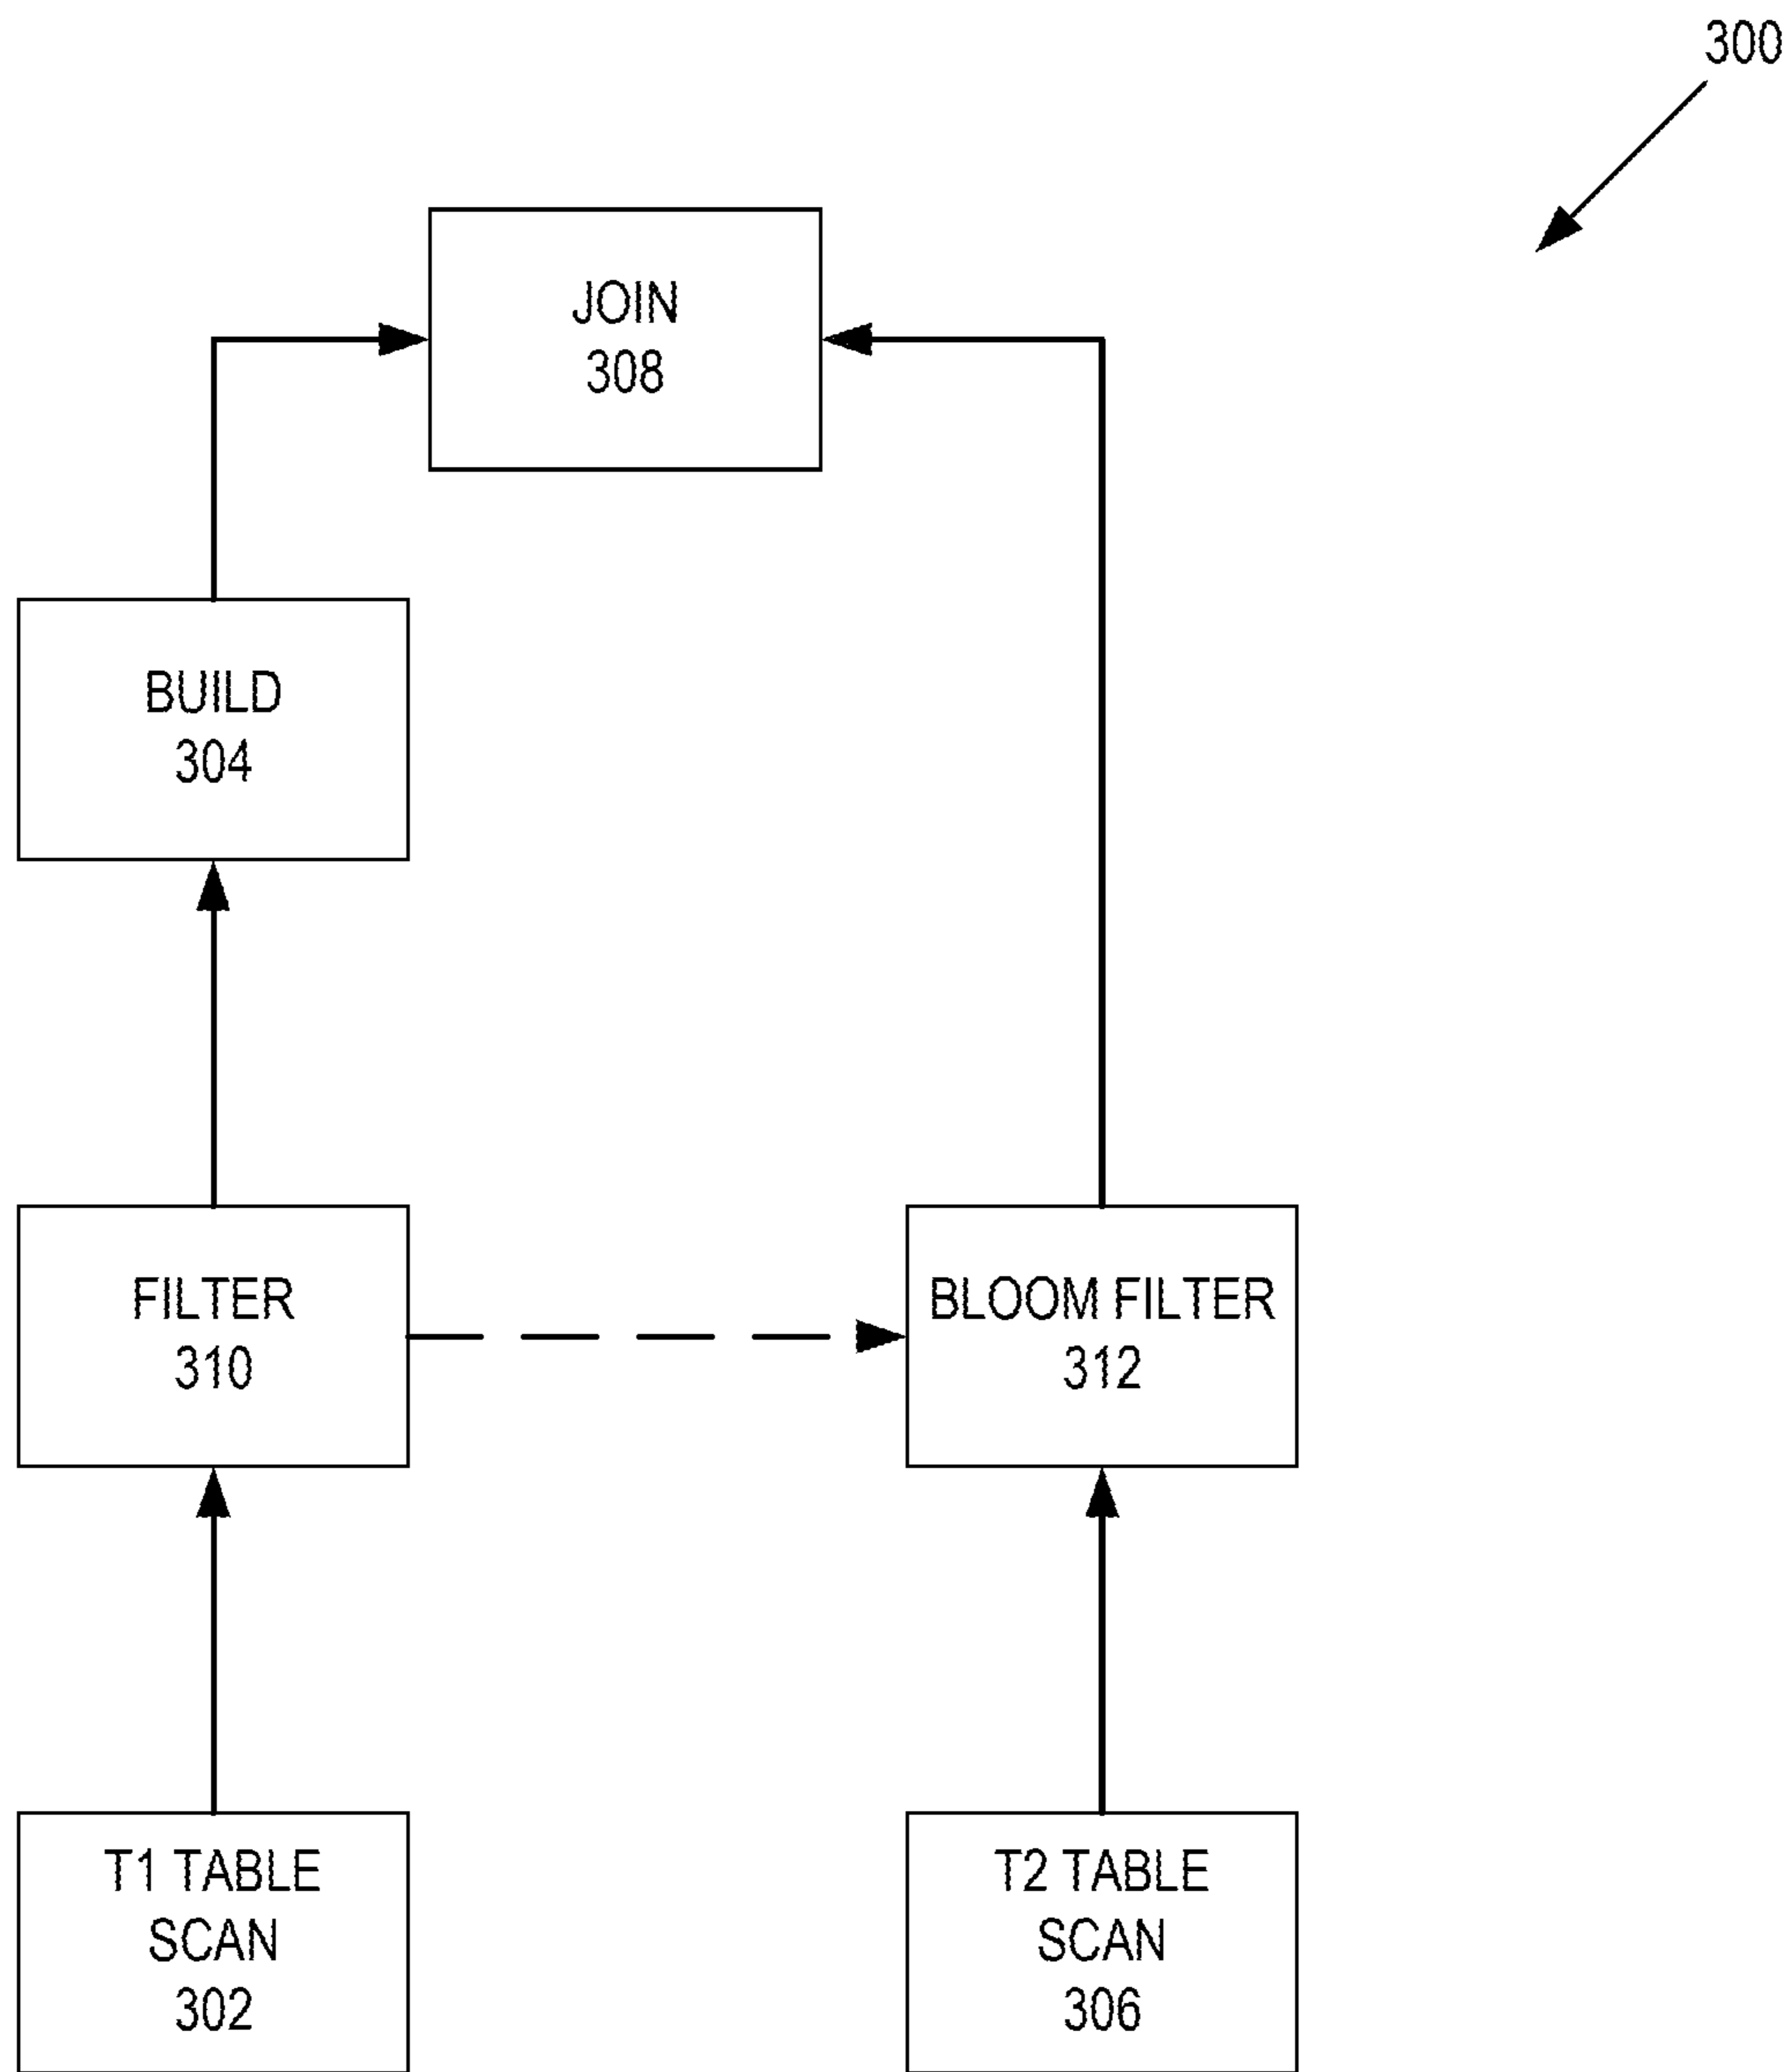 300
JOIN
308
BUILD
304
FILTER
310
BLOOM FILTER
312
T1 TABLE
SCAN
302
T2 TABLE
SCAN
306